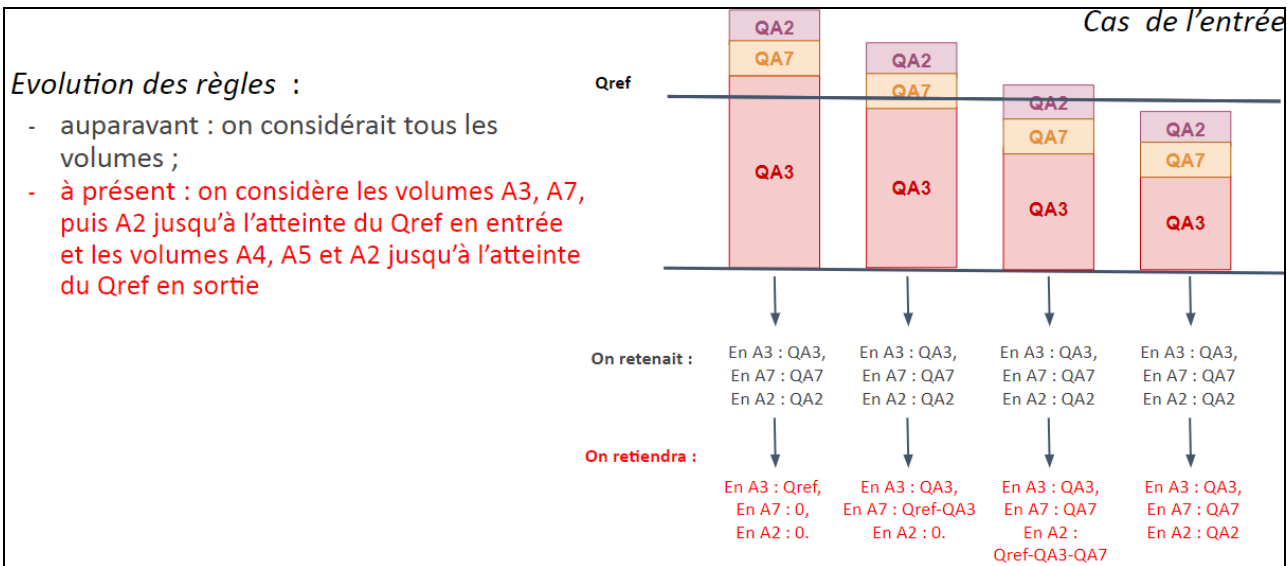 Cas de l'entrée
Evolution des règles :
- auparavant : on considérait tous les
volumes ;
- à présent : on considère les volumes A3, A7,
puis A2 jusqu'à l'atteinte du Qref en entrée
et les volumes A4, A5 et A2 jusqu'à l'atteinte
du Qref en sortie
Qref
QA2
QA7
QA3
QA2
QA7
QA3
QA2
QA7
QA3
QA2
QA7
QA3
On retenait :
En A3 : QA3,
En A7 : QA7
En A2 : QA2
En A3 : QA3,
En A7 : QA7
En A2 : QA2
En A3 : QA3,
En A7 : QA7
En A2 : QA2
En A3 : QA3,
En A7 : QA7
En A2 : QA2
On retiendra :
En A3 : Qref,
En A7 : 0,
En A2 : 0.
En A3 : QA3,
En A7 : Qref-QA3
En A2 : 0.
En A3 : QA3,
En A7 : QA7
En A2 :
Qref-QA3-QA7
En A3 : QA3,
En A7 : QA7
En A2 : QA2